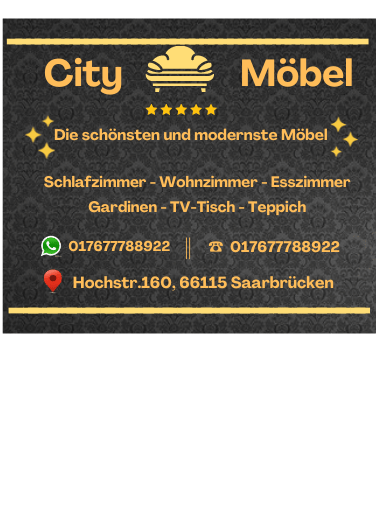 City Möbel
Die schönsten und modernste Möbel
Schlafzimmer - Wohnzimmer - Esszimmer
Gardinen - TV-Tisch - Teppich
017677788922 ☎ 017677788922
Hochstr.160, 66115 Saarbrücken